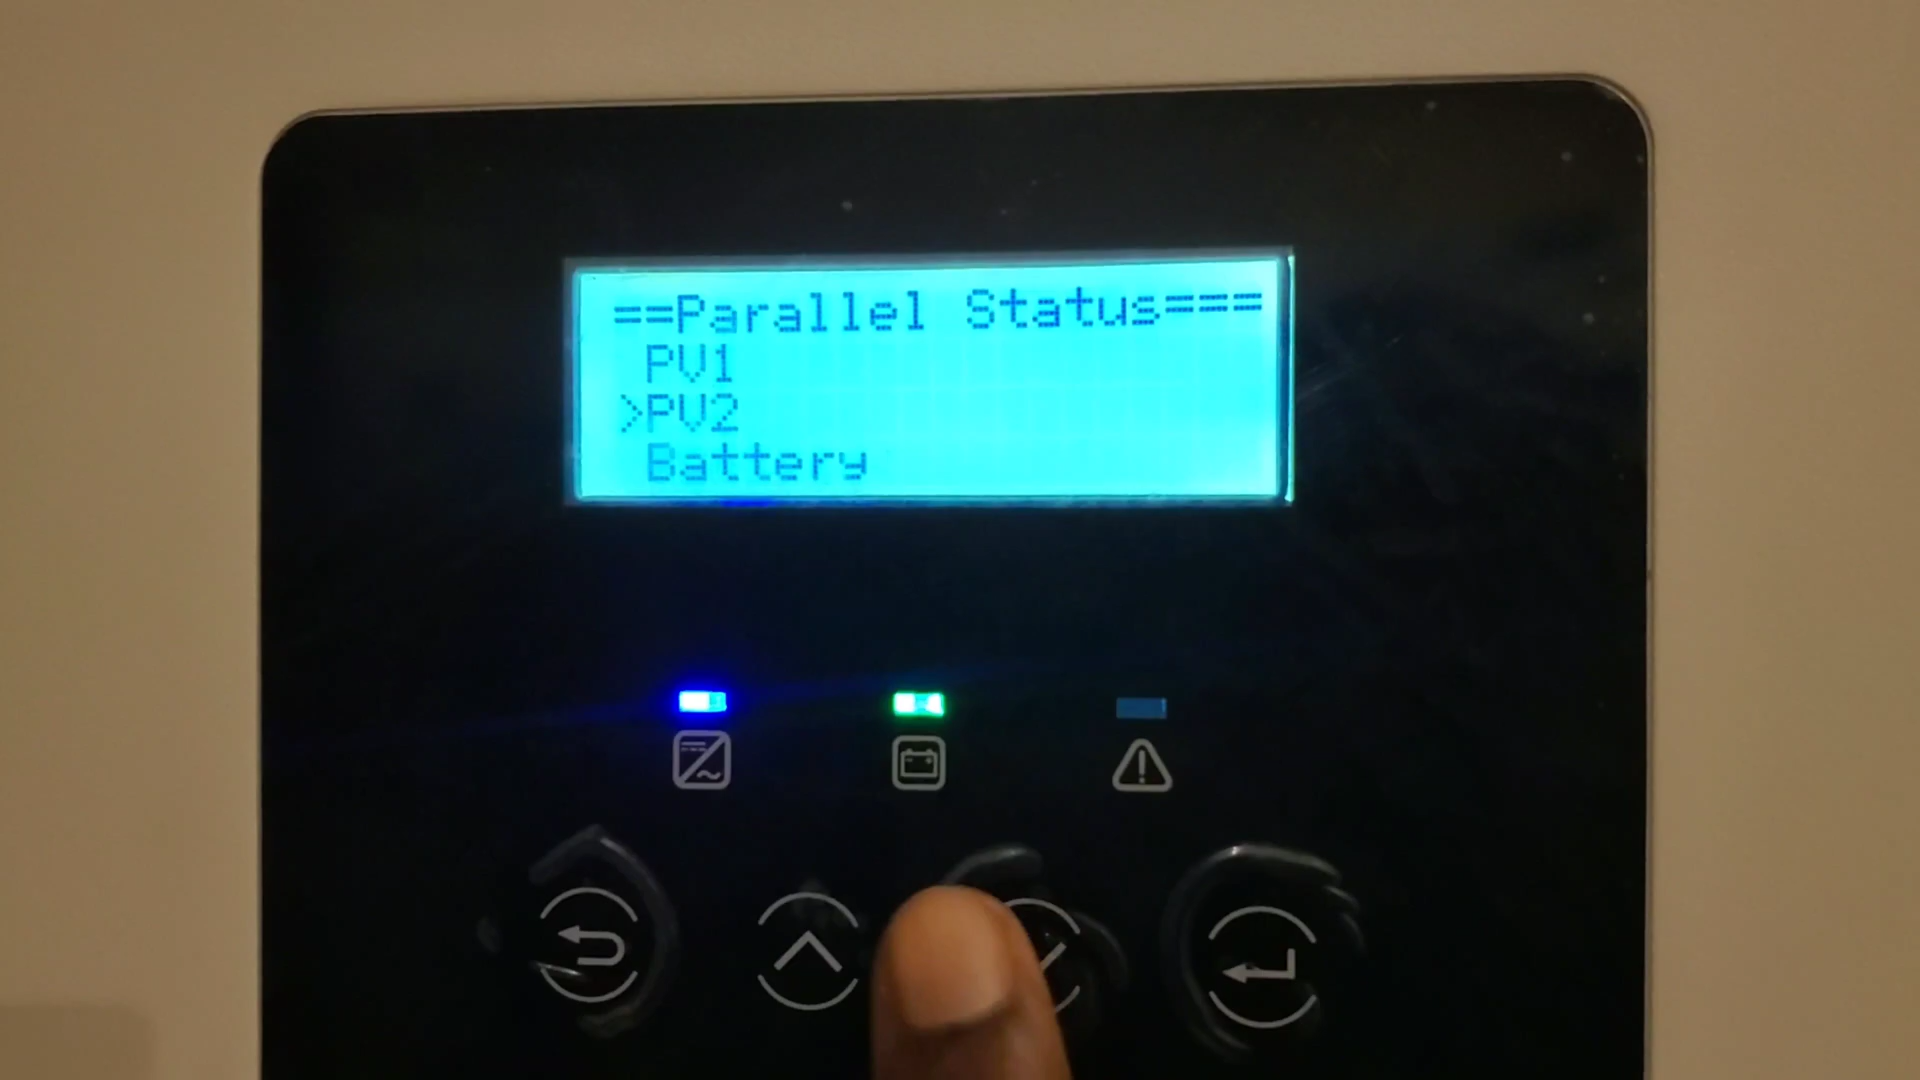 ==Parallel Status===
PV1
>PV2
Battery